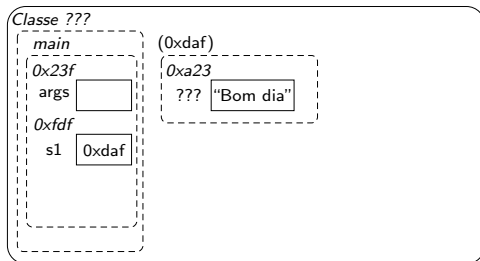 Classe ???
main
(0xdaf)
0x23f
0xa23
args
??? “Bom dia”
0xfdf
s1 0xdaf